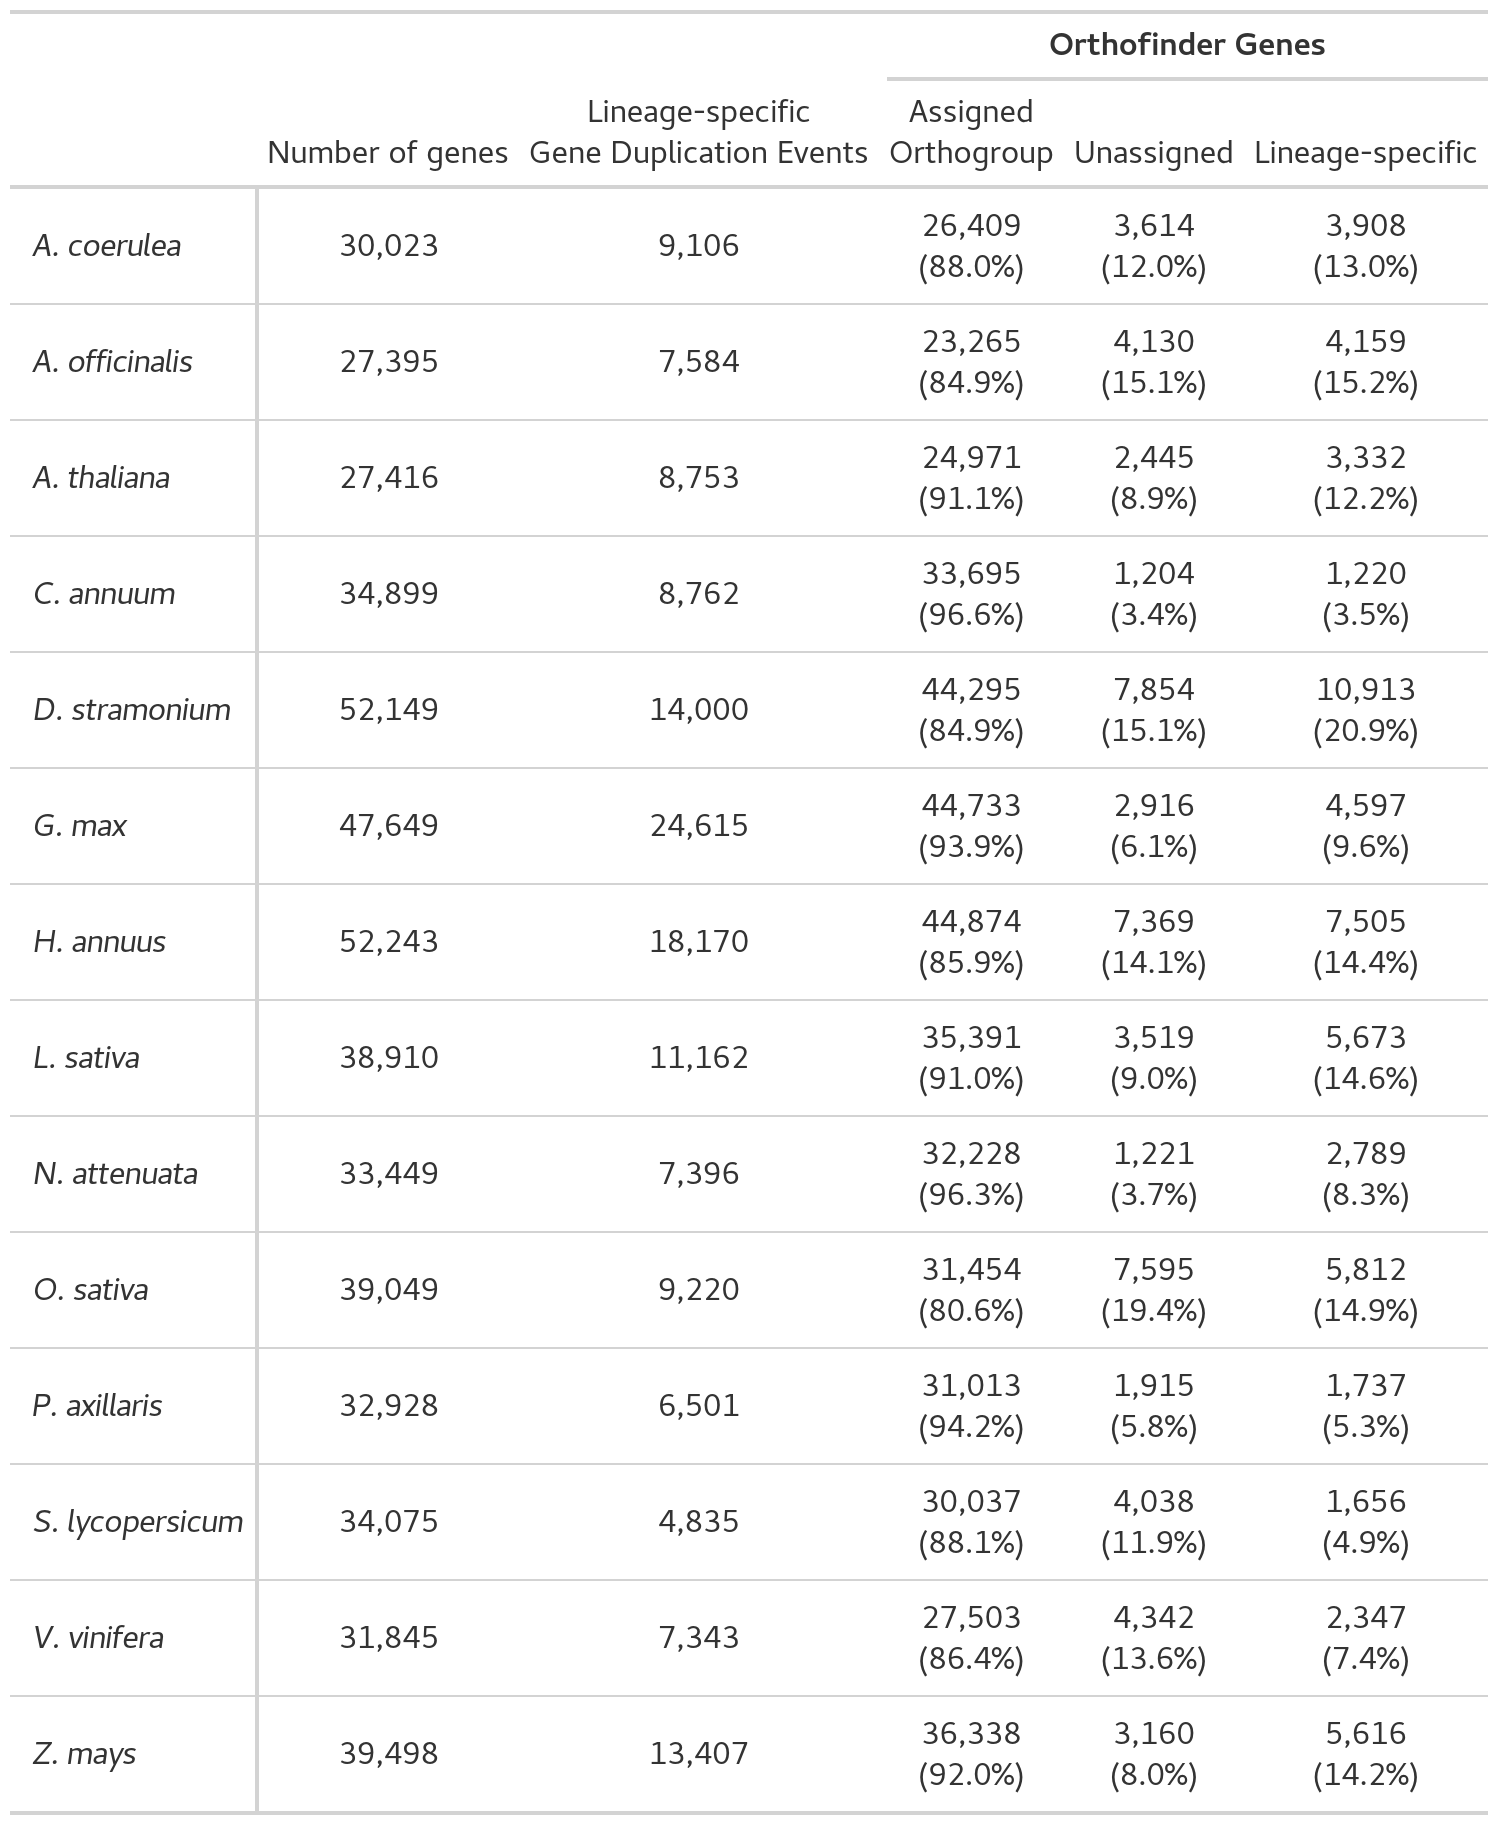 Orthofinder Genes
Lineage-specific Assigned
Number of genes Gene Duplication Events Orthogroup Unassigned Lineage-specific
26,409 3,614 3,908
A. coerulea 30,023 9,106
(88.0%) (12.0%) (13.0%)
23,265 4,130 4,159
A. officinalis 27,395 7,584
(84.9%) (15.1%) (15.2%)
24,971 2,445 3,332
A. thaliana 27,416 8,753
(91.1%) (8.9%) (12.2%)
33,695 1,204 1,220
C. annuum 34,899 8,762
(96.6%) (3.4%) (3.5%)
44,295 7,854 10,913
D. stramonium 52,149 14,000
(84.9%) (15.1%) (20.9%)
44,733 2,916 4,597
G. max 47,649 24,615
(93.9%) (6.1%) (9.6%)
44,874 7,369 7,505
H. annuus 52,243 18,170
(85.9%) (14.1%) (14.4%)
35,391 3,519 5,673
L. sativa 38,910 11,162
(91.0%) (9.0%) (14.6%)
32,228 1,221 2,789
N. attenuata 33,449 7,396
(96.3%) (3.7%) (8.3%)
31,454 7,595 5,812
O. sativa 39,049 9,220
(80.6%) (19.4%) (14.9%)
31,013 1,915 1,737
P. axillaris 32,928 6,501
(94.2%) (5.8%) (5.3%)
30,037 4,038 1,656
S. lycopersicum 34,075 4,835
(88.1%) (11.9%) (4.9%)
27,503 4,342 2,347
V. vinifera 31,845 7,343
(86.4%) (13.6%) (7.4%)
36,338 3,160 5,616
Z. mays 39,498 13,407
(92.0%) (8.0%) (14.2%)